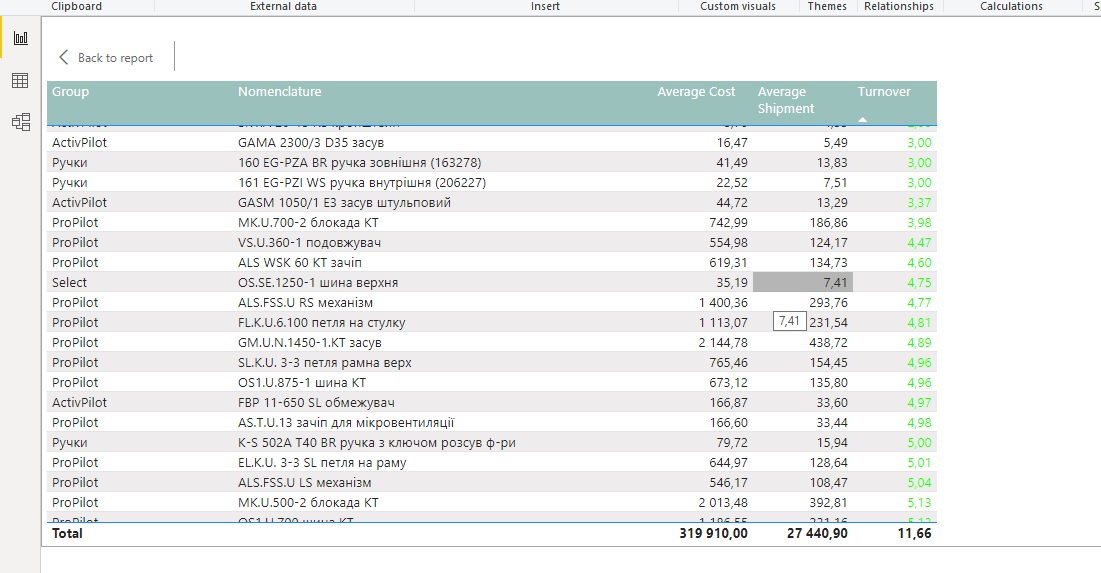 Clipboard External data Insert Custom visuals Themes Relationships Calculations
Back to report
Group Nomenclature Average Cost Average Shipment Turnover
ActivPilot GAMA 2300/3 D35 засув 16,47 5,49 3,00
Ручки 160 EG-PZA BR ручка зовнішня (163278) 41,49 13,83 3,00
Ручки 161 EG-PZI WS ручка внутрішня (206227) 22,52 7,51 3,00
ActivPilot GASM 1050/1 E3 засув штульповий 44,72 13,29 3,37
ProPilot MK.U.700-2 блокада КТ 742,99 186,86 3,98
ProPilot VS.U.360-1 подовжувач 554,98 124,17 4,47
ProPilot ALS WSK 60 КТ зачіп 619,31 134,73 4,60
Select OS.SE.1250-1 шина верхня 35,19 7,41 4,75
ProPilot ALS.FSS.U RS механізм 1 400,36 293,76 4,77
ProPilot FL.K.U.6.100 петля на стулку 1 113,07 7,41 231,54 4,81
ProPilot GM.U.N.1450-1.КТ засув 2 144,78 438,72 4,89
ProPilot SL.K.U. 3-3 петля рамна верх 765,46 154,45 4,96
ProPilot OS1.U.875-1 шина КТ 673,12 135,80 4,96
ActivPilot FBP 11-650 SL обмежувач 166,87 33,60 4,97
ProPilot AS.T.U.13 зачіп для мікровентиляції 166,60 33,44 4,98
Ручки K-S 502A T40 BR ручка з ключом розсув ф-ри 79,72 15,94 5,00
ProPilot EL.K.U. 3-3 SL петля на раму 644,97 128,64 5,01
ProPilot ALS.FSS.U LS механізм 546,17 108,47 5,04
ProPilot MK.U.500-2 блокада КТ 2 013,48 392,81 5,13
Total 319 910,00 27 440,90 11,66